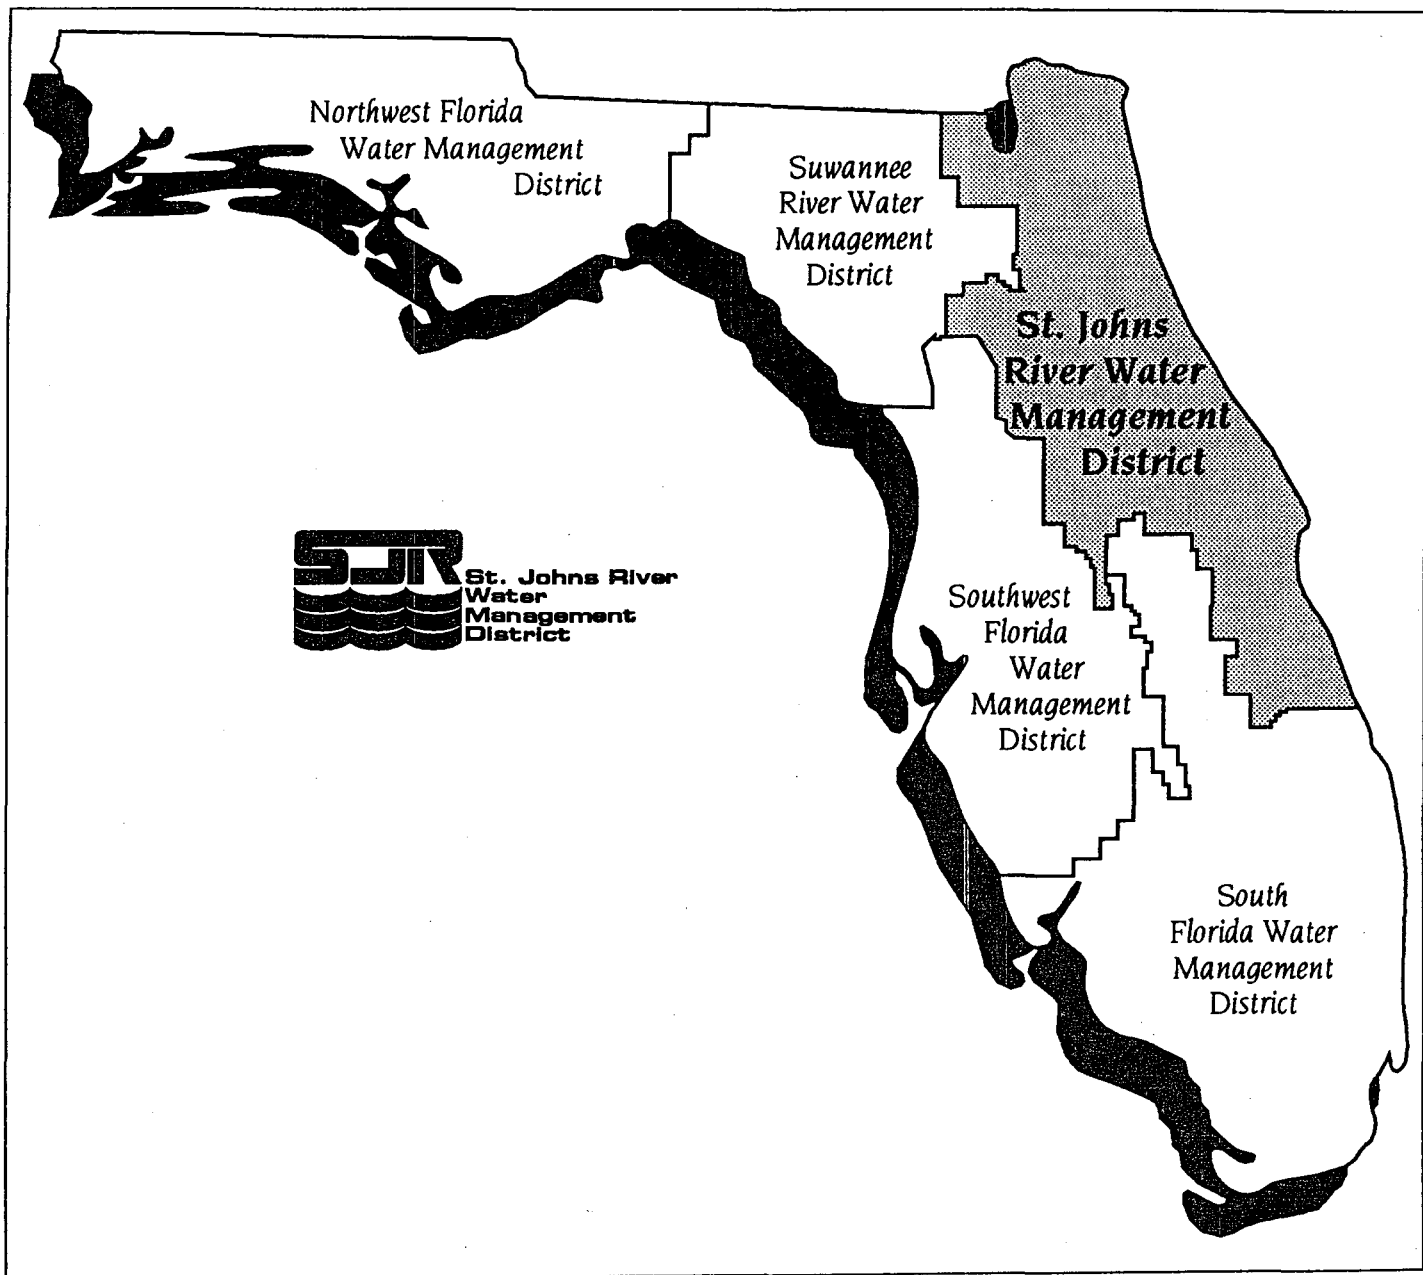 Northwest Florida
Water Management
District
Suwannee
River Water
Management
District
St. Johns
River Water
Management
District
SJR
St. Johns River
Water
Management
District
Southwest
Florida
Water
Management
District
South
Florida Water
Management
District